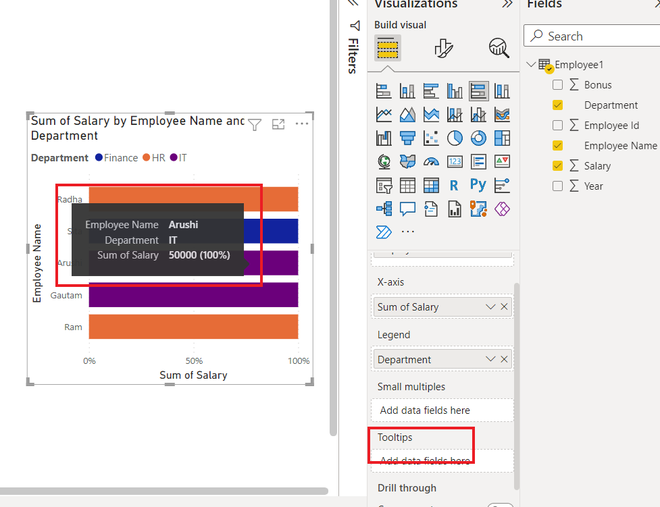 Visualizations
Fields
Build visual
Search
Filters
Employee1
Bonus
Department
Employee Id
Employee Name
Salary
Year
Sum of Salary by Employee Name and
Department
Department Finance HR IT
Employee Name
Radha
Gautam
Ram
Employee Name Arushi
Department IT
Sum of Salary 50000 (100%)
0% 50% 100%
Sum of Salary
123
R Py
X-axis
Sum of Salary
Legend
Department
Small multiples
Add data fields here
Tooltips
Add data fields here
Drill through